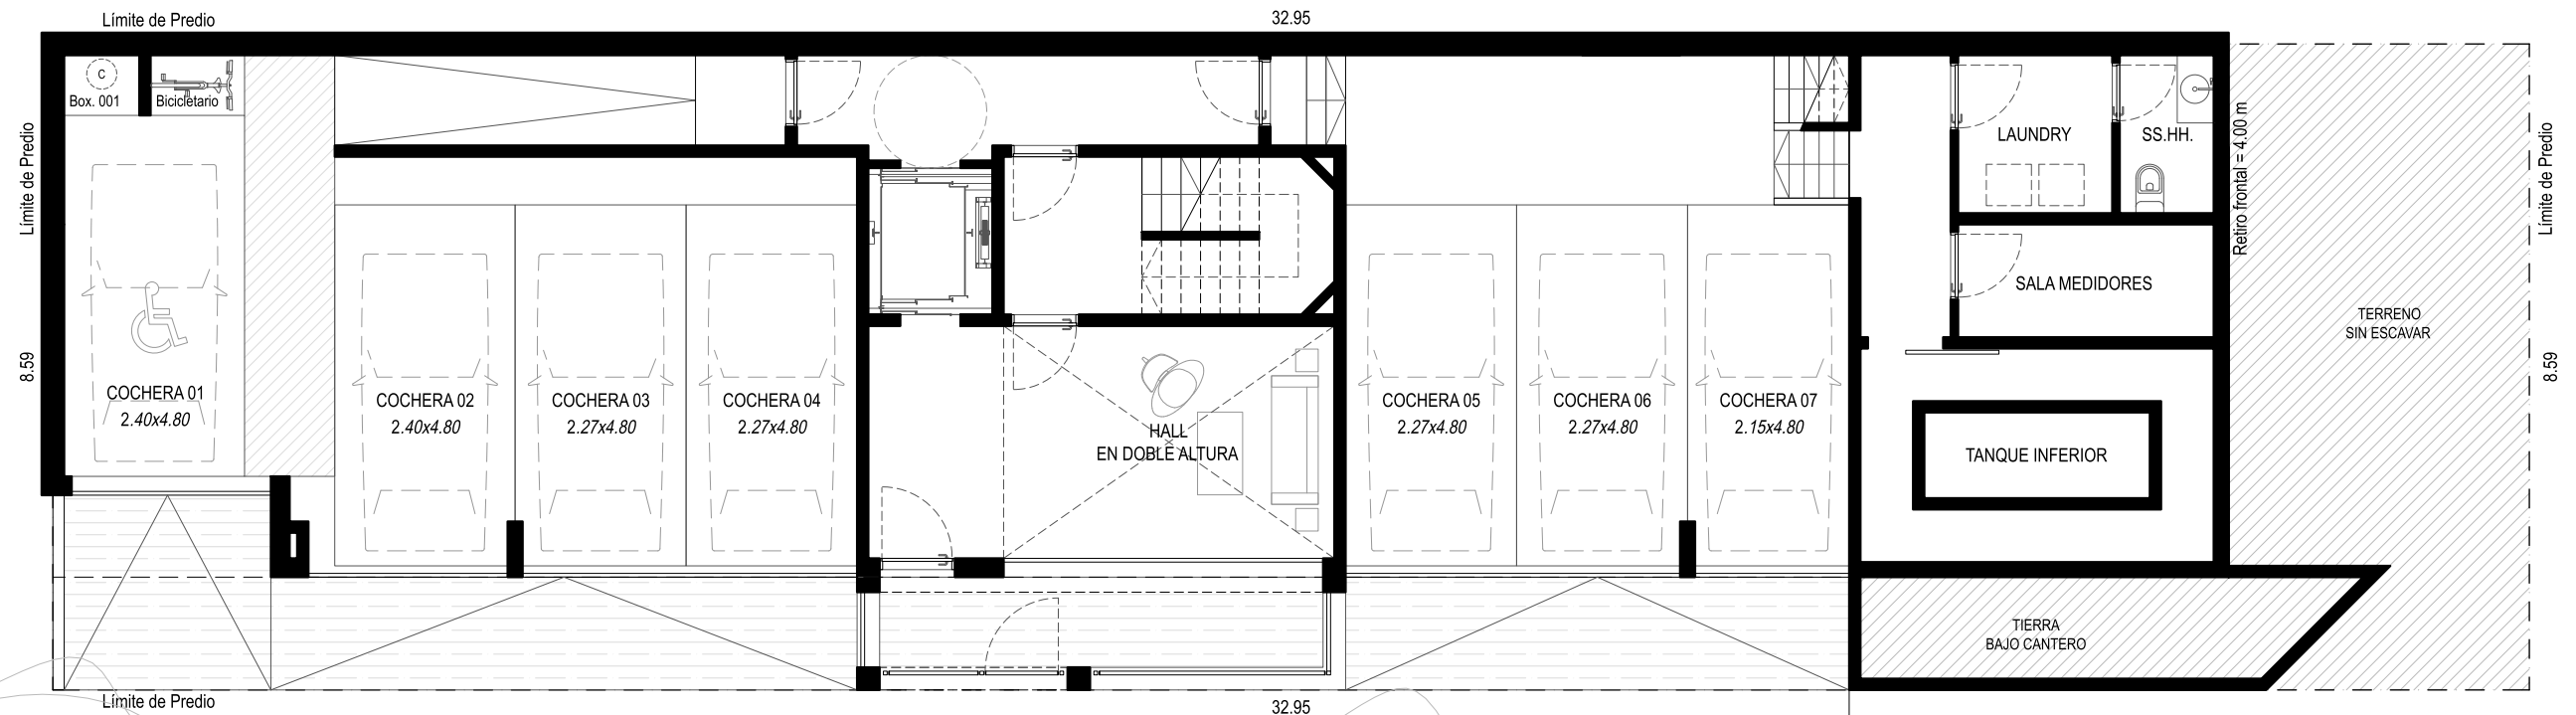 Límite de Predio
32.95
C
Box. 001
Bicicletario
Límite de Predio
8.59
COCHERA 01
2.40x4.80
COCHERA 02
2.40x4.80
COCHERA 03
2.27x4.80
COCHERA 04
2.27x4.80
HALL
EN DOBLE ALTURA
COCHERA 05
2.27x4.80
COCHERA 06
2.27x4.80
COCHERA 07
2.15x4.80
LAUNDRY
SS.HH.
SALA MEDIDORES
TANQUE INFERIOR
Retiro frontal = 4.00 m
TERRENO
SIN ESCAVAR
Límite de Predio
8.59
TIERRA
BAJO CANTERO
Límite de Predio
32.95